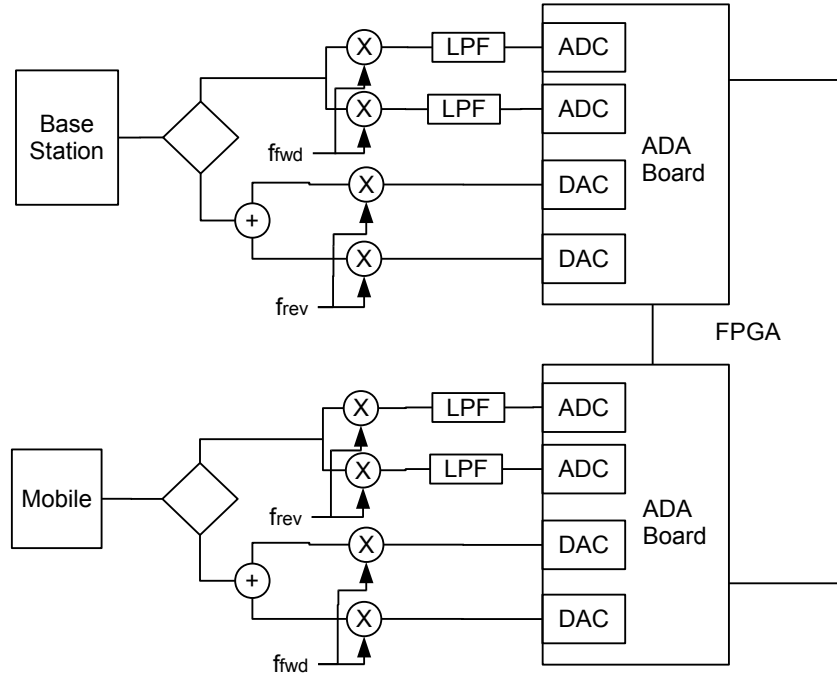 X
LPF
ADC
X
LPF
ADC
Base
Station
ffwd
ADA
Board
X
DAC
+
X
DAC
frev
FPGA
X
LPF
ADC
X
LPF
ADC
Mobile
frev
ADA
Board
X
DAC
+
X
DAC
ffwd